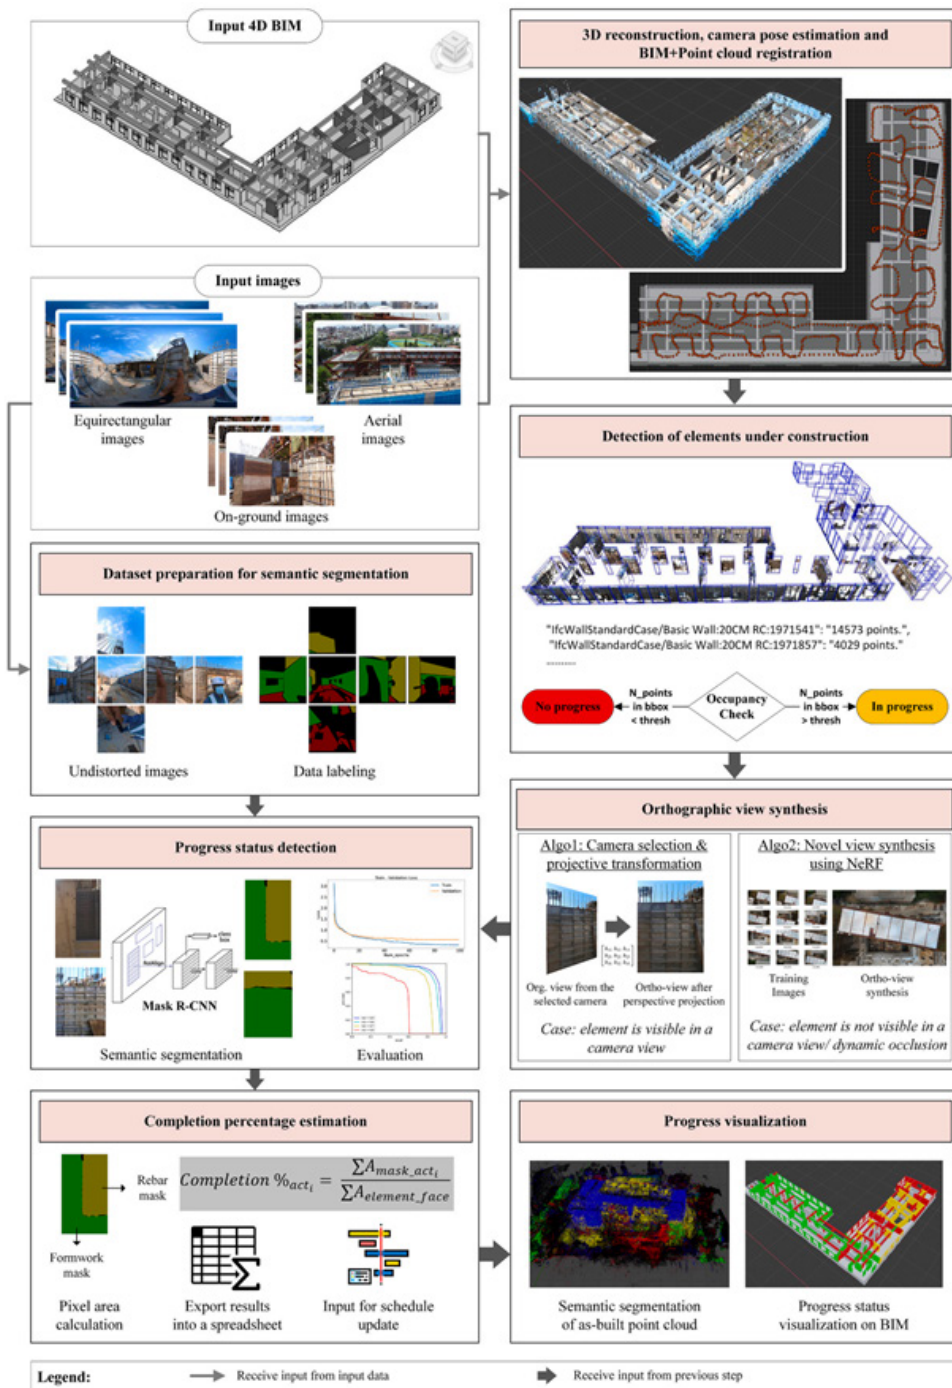 Input 4D BIM
Input images
Equirectangular
images
Aerial
images
On-ground images
3D reconstruction, camera pose estimation and
BIM+Point cloud registration
Detection of elements under construction
"IfcWallStandardCase/Basic Wall:20CM RC:1971541": "14573 points.",
"IfcWallStandardCase/Basic Wall:20CM RC:1971857": "4029 points."
........
No progress
N_points
in bbox
< thresh
Occupancy
Check
N_points
in bbox
> thresh
In progress
Dataset preparation for semantic segmentation
Undistorted images
Data labeling
Orthographic view synthesis
Algo1: Camera selection &
projective transformation
Org. view from the
selected camera
Ortho-view after
perspective projection
Case: element is visible in a
camera view
Algo2: Novel view synthesis
using NeRF
Training
Images
Ortho-view
synthesis
Case: element is not visible in a
camera view/ dynamic occlusion
Progress status detection
RoIAlign
class
box
Mask R-CNN
Semantic segmentation
Evaluation
Completion percentage estimation
Rebar
mask
Completion %act_i = ∑A_mask_act_i / ∑A_element_face
Formwork
mask
Pixel area
calculation
Export results
into a spreadsheet
Input for schedule
update
Progress visualization
Semantic segmentation
of as-built point cloud
Progress status
visualization on BIM
Legend:
Receive input from input data
Receive input from previous step